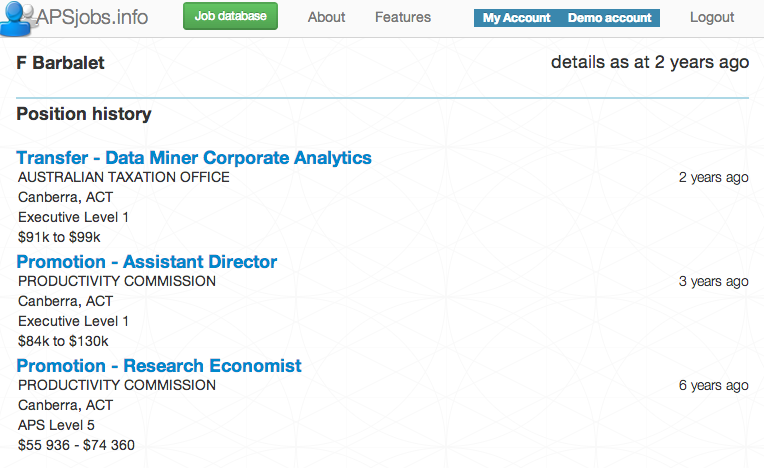 APSjobs.info Job database About Features My Account Demo account Logout
F Barbalet details as at 2 years ago
Position history
Transfer - Data Miner Corporate Analytics
AUSTRALIAN TAXATION OFFICE 2 years ago
Canberra, ACT
Executive Level 1
$91k to $99k
Promotion - Assistant Director
PRODUCTIVITY COMMISSION 3 years ago
Canberra, ACT
Executive Level 1
$84k to $130k
Promotion - Research Economist
PRODUCTIVITY COMMISSION 6 years ago
Canberra, ACT
APS Level 5
$55 936 - $74 360